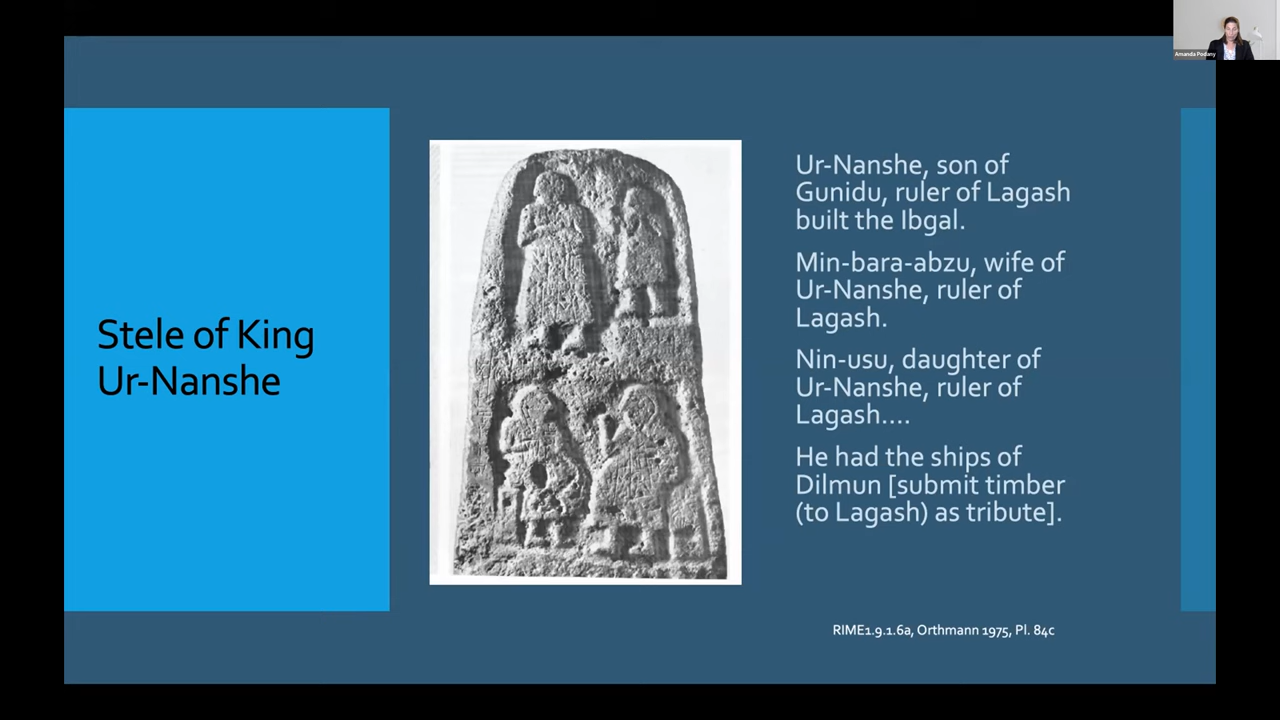 Amanda Podany
Stele of King
Ur-Nanshe
Ur-Nanshe, son of
Gunidu, ruler of Lagash
built the Ibgal.
Min-bara-abzu, wife of
Ur-Nanshe, ruler of
Lagash.
Nin-usu, daughter of
Ur-Nanshe, ruler of
Lagash....
He had the ships of
Dilmun [submit timber
(to Lagash) as tribute].
RIME1.9.1.6a, Orthmann 1975, Pl. 84c